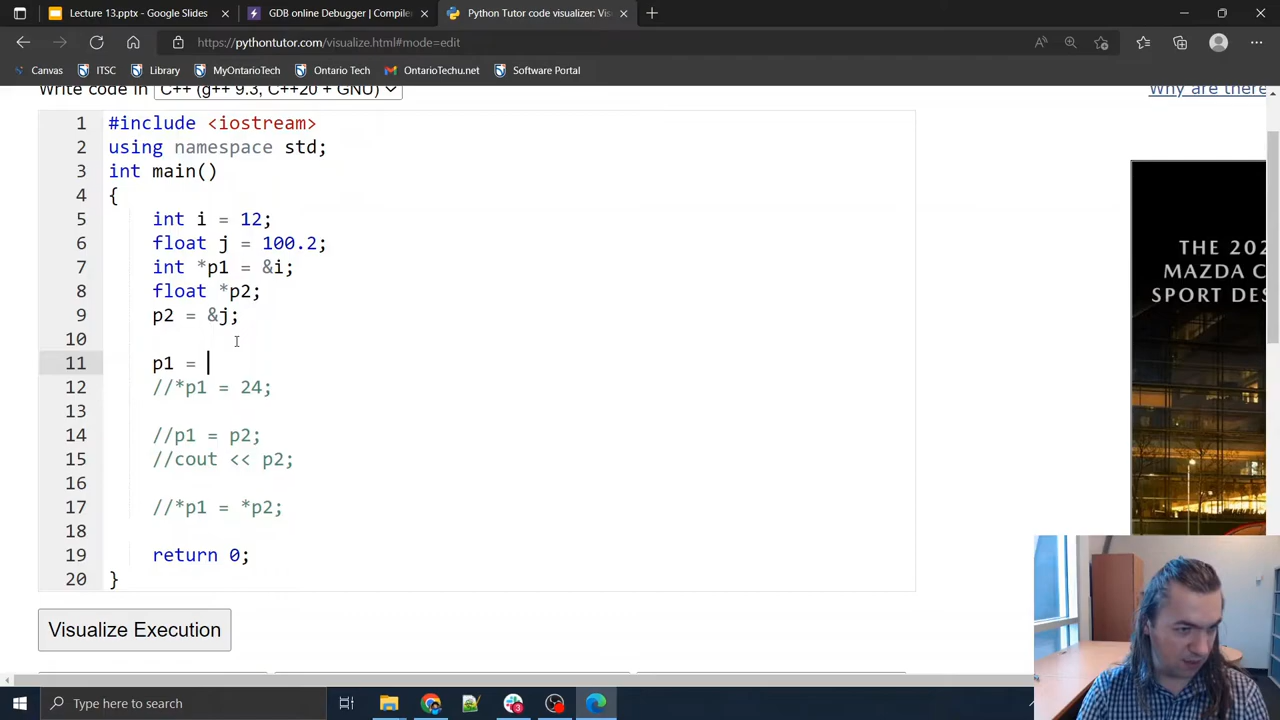 Lecture 13.pptx - Google Slides
GDB online Debugger | Compiler
Python Tutor code visualizer: Vis
https://pythontutor.com/visualize.html#mode=edit
Canvas
ITSC
Library
MyOntarioTech
Ontario Tech
OntarioTechu.net
Software Portal
Write code in C++ (g++ 9.3, C++20 + GNU)
Why are there
1 #include <iostream>
2 using namespace std;
3 int main()
4 {
5 int i = 12;
6 float j = 100.2;
7 int *p1 = &i;
8 float *p2;
9 p2 = &j;
10
11 p1 =
12 //*p1 = 24;
13
14 //p1 = p2;
15 //cout << p2;
16
17 //*p1 = *p2;
18
19 return 0;
20 }
THE 202
MAZDA C
SPORT DES
Visualize Execution
Type here to search
3